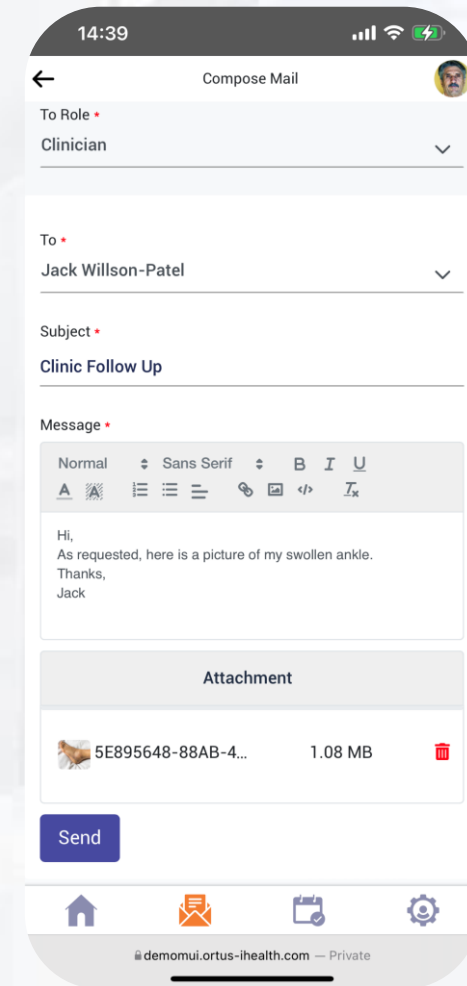 14:39
Compose Mail
To Role *
Clinician
To *
Jack Willson-Patel
Subject *
Clinic Follow Up
Message *
Normal Sans Serif B I U
A A </> Tx
Hi,
As requested, here is a picture of my swollen ankle.
Thanks,
Jack
Attachment
5E895648-88AB-4... 1.08 MB
Send
demomui.ortus-ihealth.com — Private